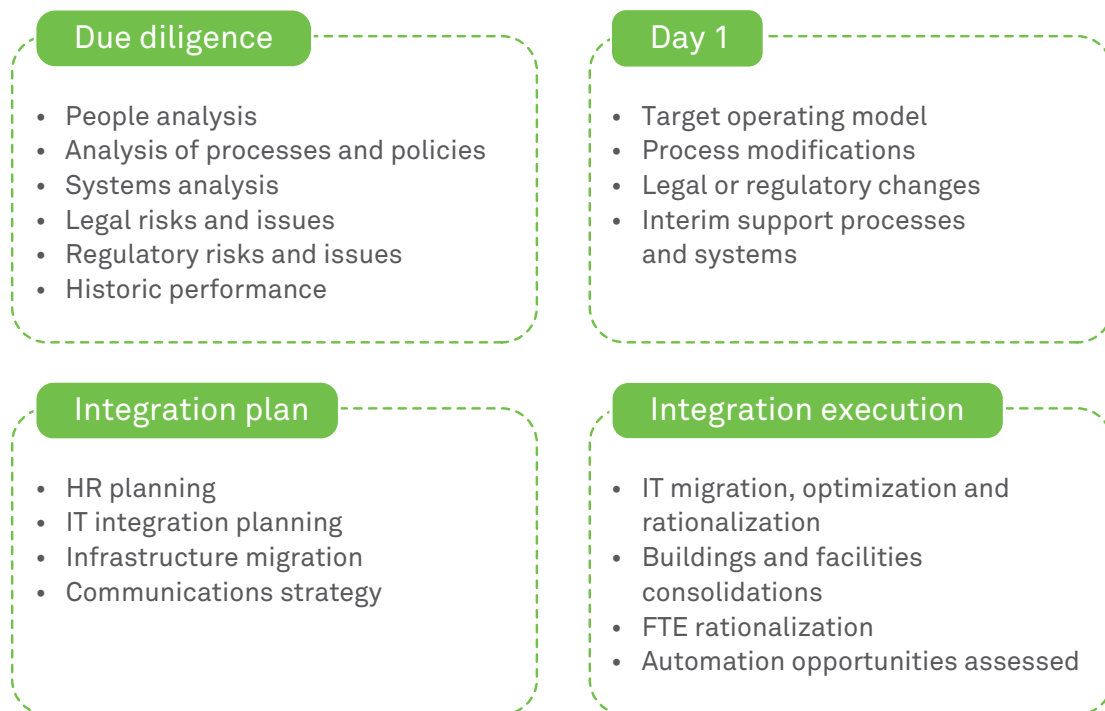 Due diligence
• People analysis
• Analysis of processes and policies
• Systems analysis
• Legal risks and issues
• Regulatory risks and issues
• Historic performance
Day 1
• Target operating model
• Process modifications
• Legal or regulatory changes
• Interim support processes
and systems
Integration plan
• HR planning
• IT integration planning
• Infrastructure migration
• Communications strategy
Integration execution
• IT migration, optimization and
rationalization
• Buildings and facilities
consolidations
• FTE rationalization
• Automation opportunities assessed